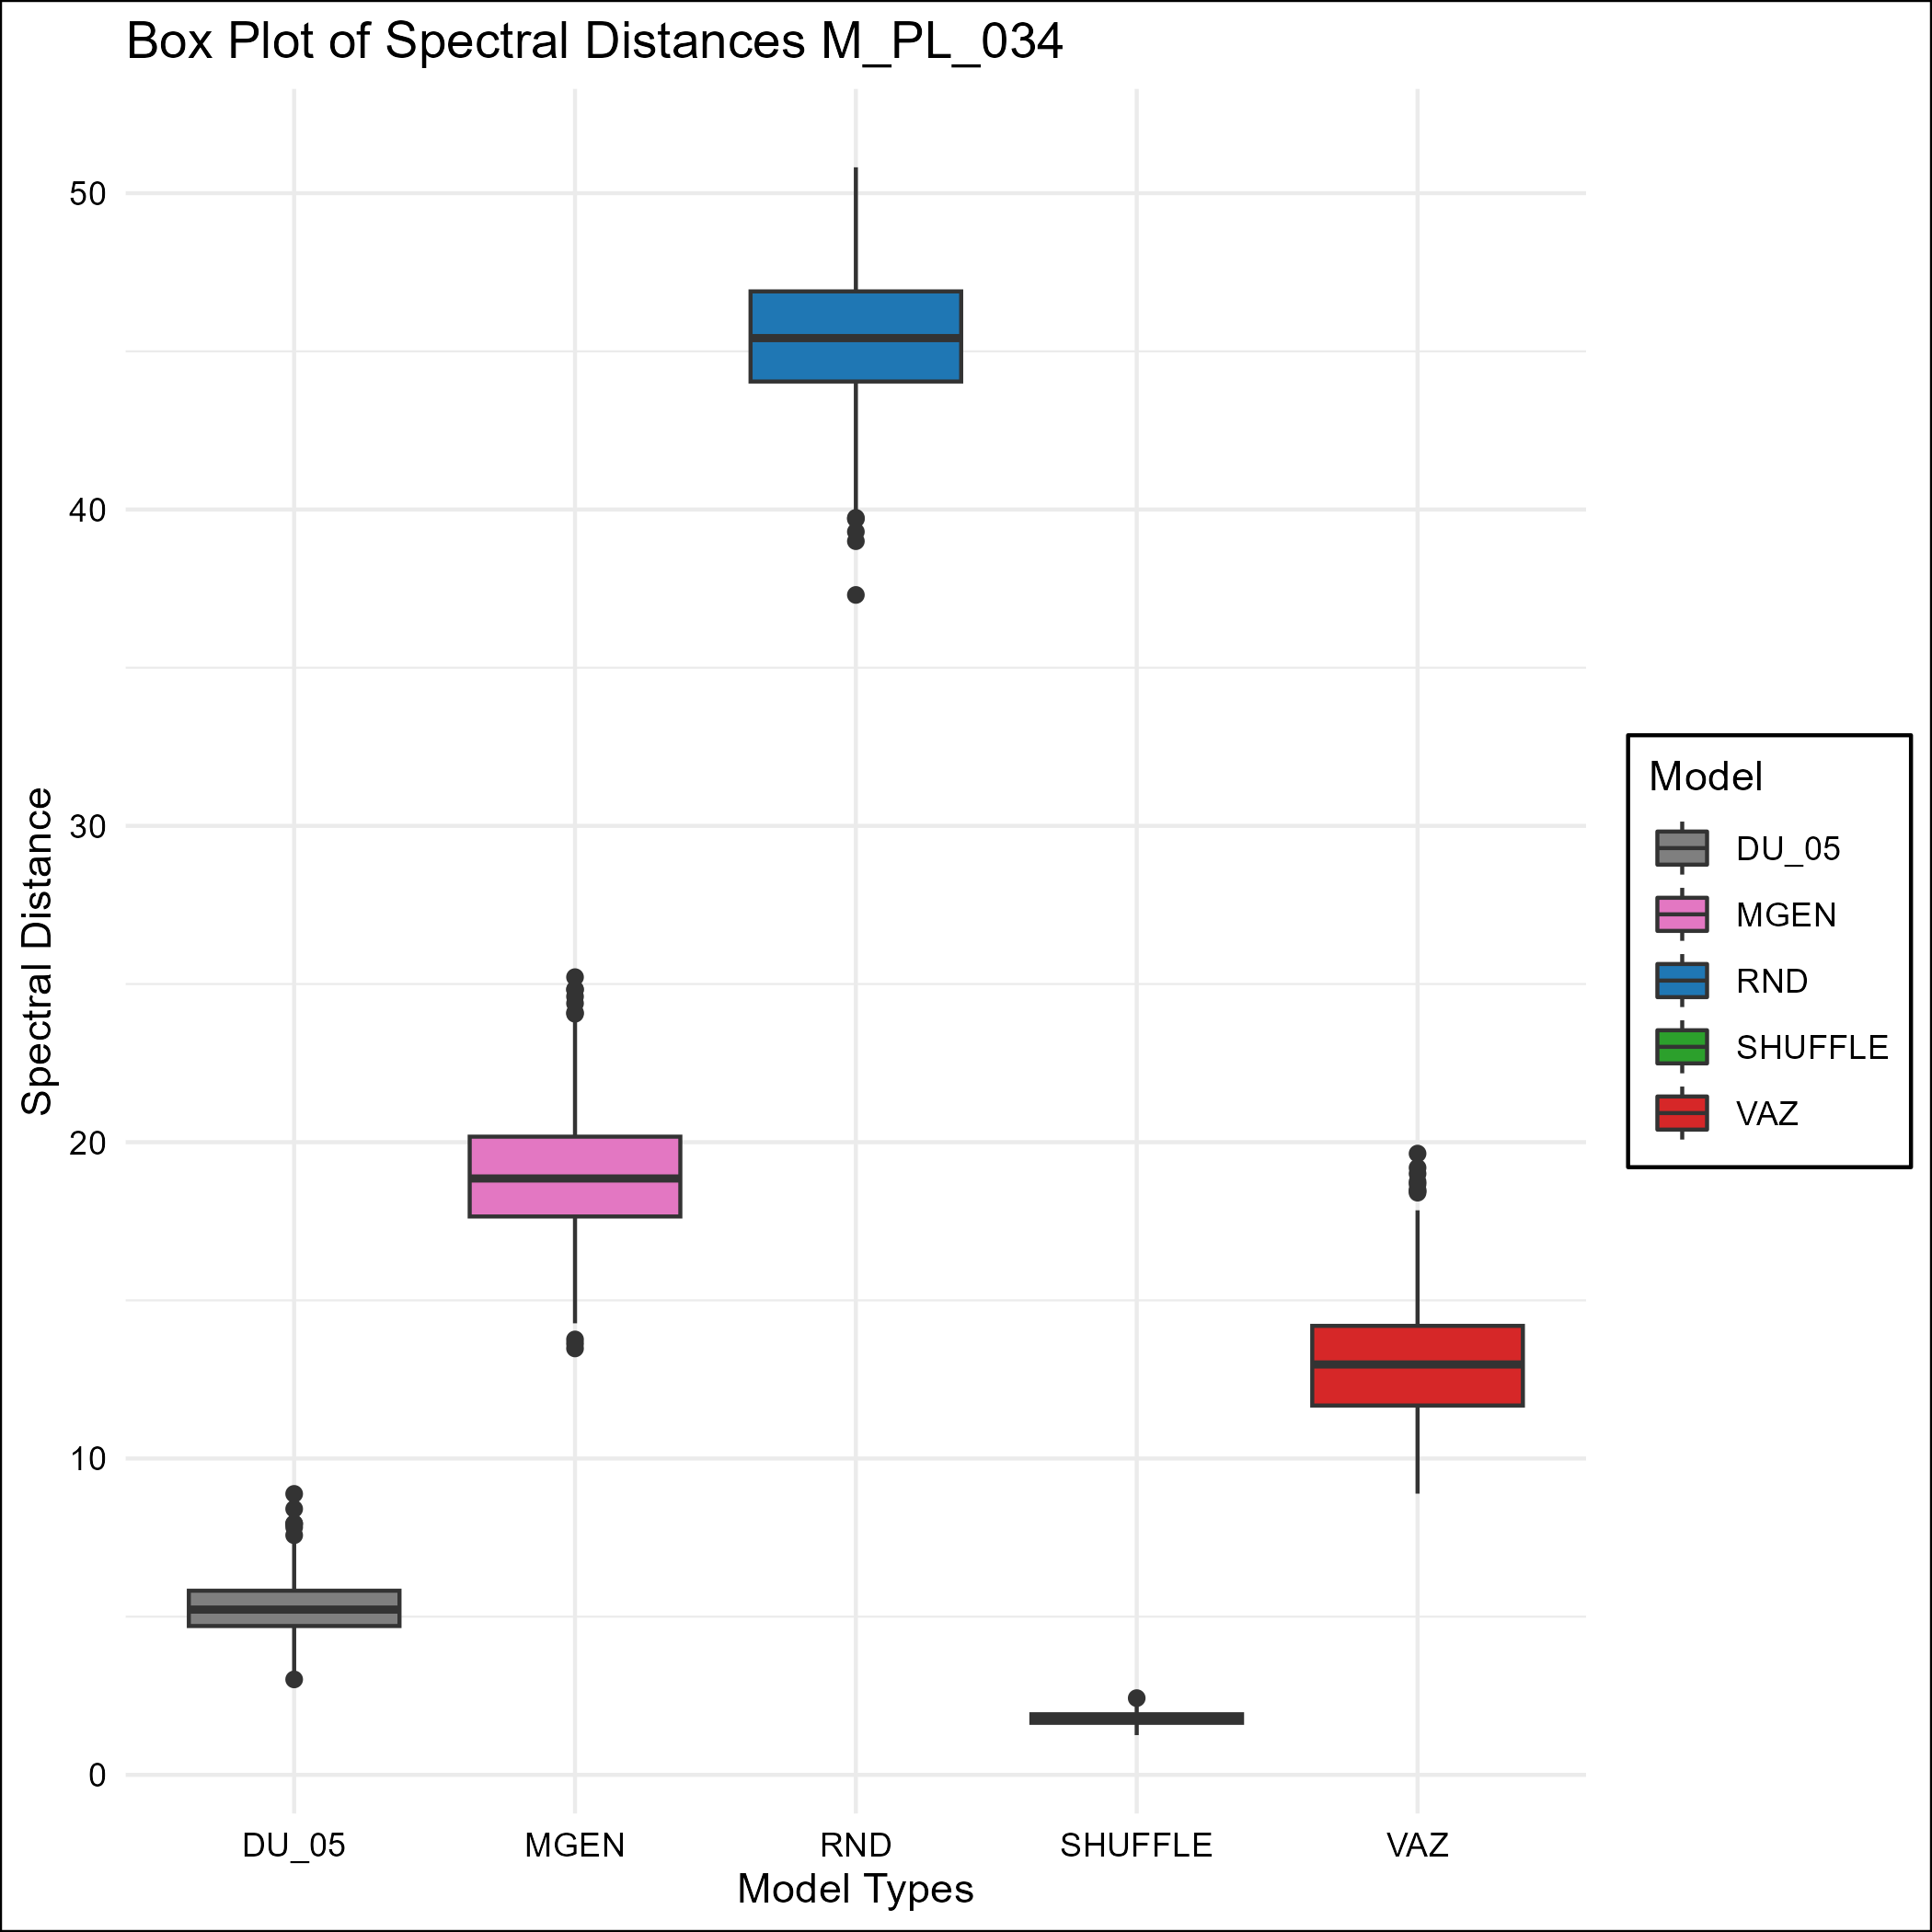 Box Plot of Spectral Distances M_PL_034
Spectral Distance
50
40
30
20
10
0
DU_05
MGEN
RND
SHUFFLE
VAZ
Model Types
Model
DU_05
MGEN
RND
SHUFFLE
VAZ